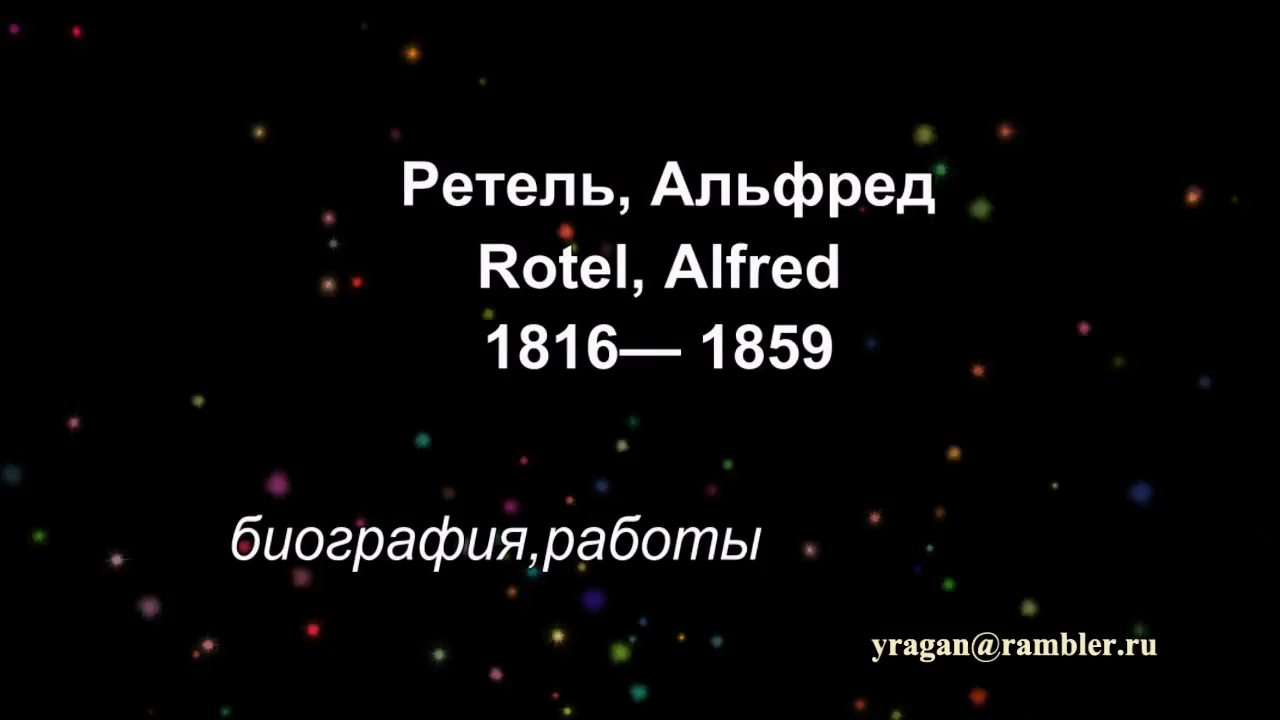 Ретель, Альфред
Rotel, Alfred
1816— 1859
биография,работы
yragan@rambler.ru